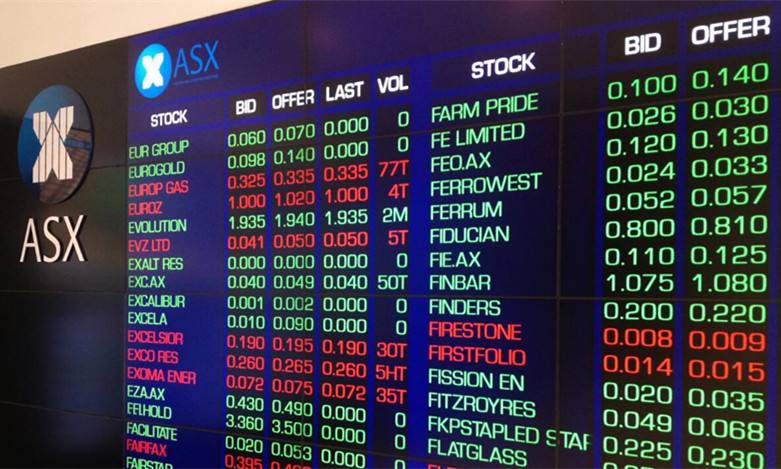 ASX
ASX
STOCK BID OFFER LAST VOL
EUR GROUP 0.060 0.070 0.000 0
EUROGOLD 0.098 0.140 0.000 0
EUROP GAS 0.325 0.335 0.335 77T
EUROZ 1.000 1.020 1.000 4T
EVOLUTION 1.935 1.940 1.935 2M
EVZ LTD 0.041 0.050 0.050 5T
EXALT RES 0.000 0.000 0.000 0
EXC.AX 0.040 0.049 0.040 50T
EXCALIBUR 0.001 0.002 0.000 0
EXCELA 0.010 0.090 0.000 0
EXCELSIOR 0.190 0.195 0.190 30T
EXCO RES 0.260 0.265 0.260 5HT
EXOMA ENER 0.072 0.075 0.072 35T
EZA.AX 0.430 0.490 0.000 0
FFLHOLD 3.360 3.500 0.000 0
FACILITATE 0.020 0.053 0.000 0
FAIRFAX 0.395
FAIRSTAR
STOCK BID OFFER
FARM PRIDE 0.100 0.140
FE LIMITED 0.026 0.030
FEO.AX 0.120 0.130
FERROWEST 0.024 0.033
FERRUM 0.052 0.057
FIDUCIAN 0.800 0.810
FIE.AX 0.110 0.125
FINBAR 1.075 1.080
FINDERS 0.200 0.220
FIRESTONE 0.008 0.009
FIRSTFOLIO 0.014 0.015
FISSION EN 0.020 0.035
FITZROYRES 0.049 0.068
FKPSTAPLED STAP 0.225 0.230
FLATGLASS